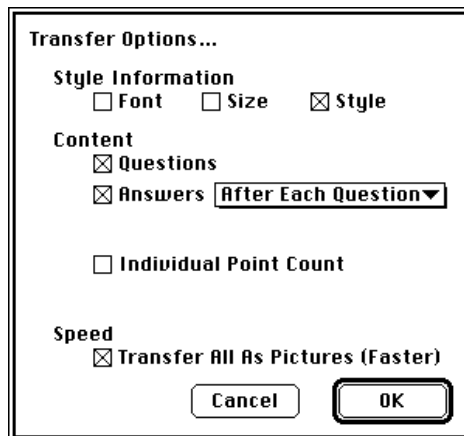 Transfer Options...
Style Information
Font Size Style
Content
Questions
Answers After Each Question
Individual Point Count
Speed
Transfer All As Pictures (Faster)
Cancel OK